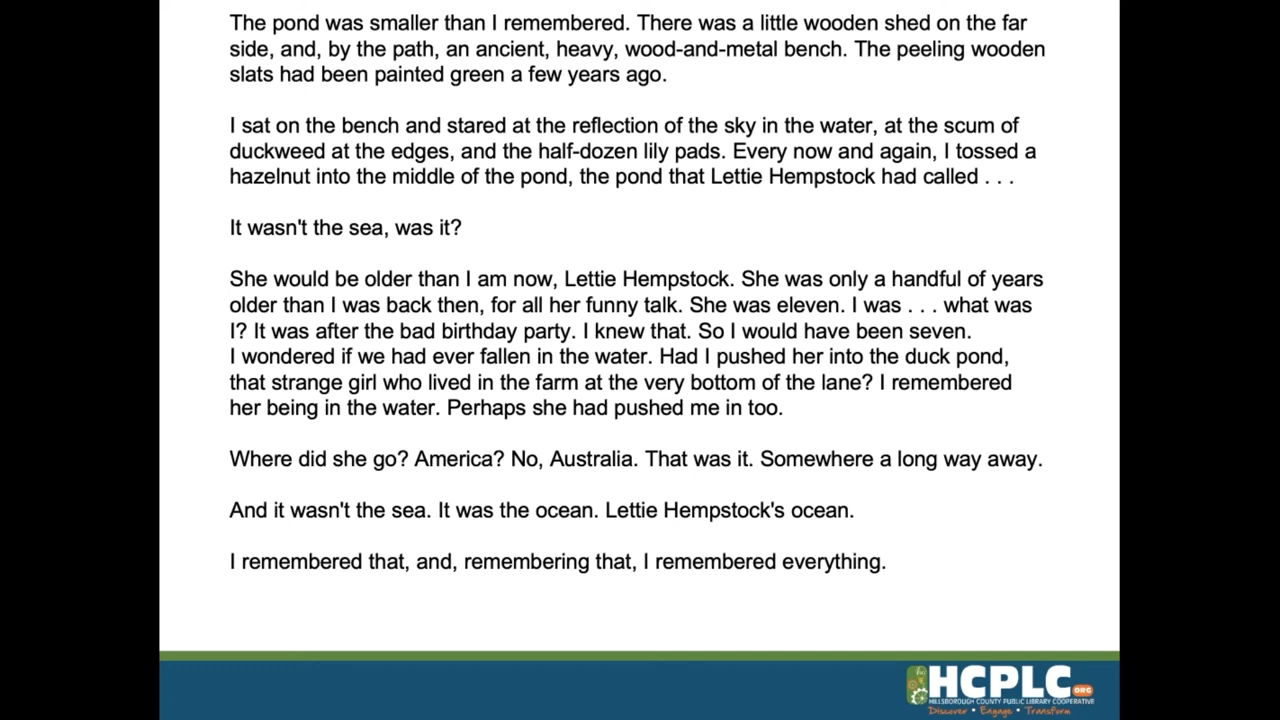 The pond was smaller than I remembered. There was a little wooden shed on the far
side, and, by the path, an ancient, heavy, wood-and-metal bench. The peeling wooden
slats had been painted green a few years ago.
I sat on the bench and stared at the reflection of the sky in the water, at the scum of
duckweed at the edges, and the half-dozen lily pads. Every now and again, I tossed a
hazelnut into the middle of the pond, the pond that Lettie Hempstock had called . . .
It wasn't the sea, was it?
She would be older than I am now, Lettie Hempstock. She was only a handful of years
older than I was back then, for all her funny talk. She was eleven. I was . . . what was
I? It was after the bad birthday party. I knew that. So I would have been seven.
I wondered if we had ever fallen in the water. Had I pushed her into the duck pond,
that strange girl who lived in the farm at the very bottom of the lane? I remembered
her being in the water. Perhaps she had pushed me in too.
Where did she go? America? No, Australia. That was it. Somewhere a long way away.
And it wasn't the sea. It was the ocean. Lettie Hempstock's ocean.
I remembered that, and, remembering that, I remembered everything.
HCPLC.ORG
HILLSBOROUGH COUNTY PUBLIC LIBRARY COOPERATIVE
Discover • Engage • Transform